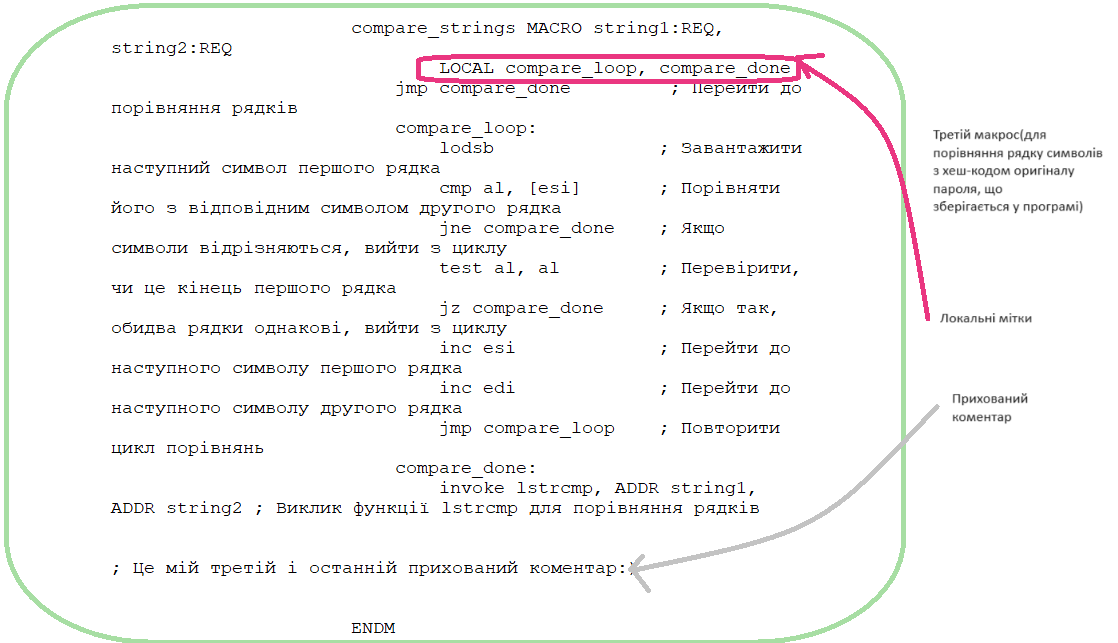 compare_strings MACRO string1:REQ,
string2:REQ
LOCAL compare_loop, compare_done
jmp compare_done ; Перейти до
порівняння рядків
compare_loop:
lodsb ; Завантажити
наступний символ першого рядка
cmp al, [esi] ; Порівняти
його з відповідним символом другого рядка
jne compare_done ; Якщо
символи відрізняються, вийти з циклу
test al, al ; Перевірити,
чи це кінець першого рядка
jz compare_done ; Якщо так,
обидва рядки однакові, вийти з циклу
inc esi ; Перейти до
наступного символу першого рядка
inc edi ; Перейти до
наступного символу другого рядка
jmp compare_loop ; Повторити
цикл порівнянь
compare_done:
invoke lstrcmp, ADDR string1,
ADDR string2 ; Виклик функції lstrcmp для порівняння рядків
; Це мій третій і останній прихований коментар:)
ENDM
Третій макрос(для
порівняння рядку символів
з хеш-кодом оригіналу
пароля, що
зберігається у програмі)
Локальні мітки
Прихований
коментар